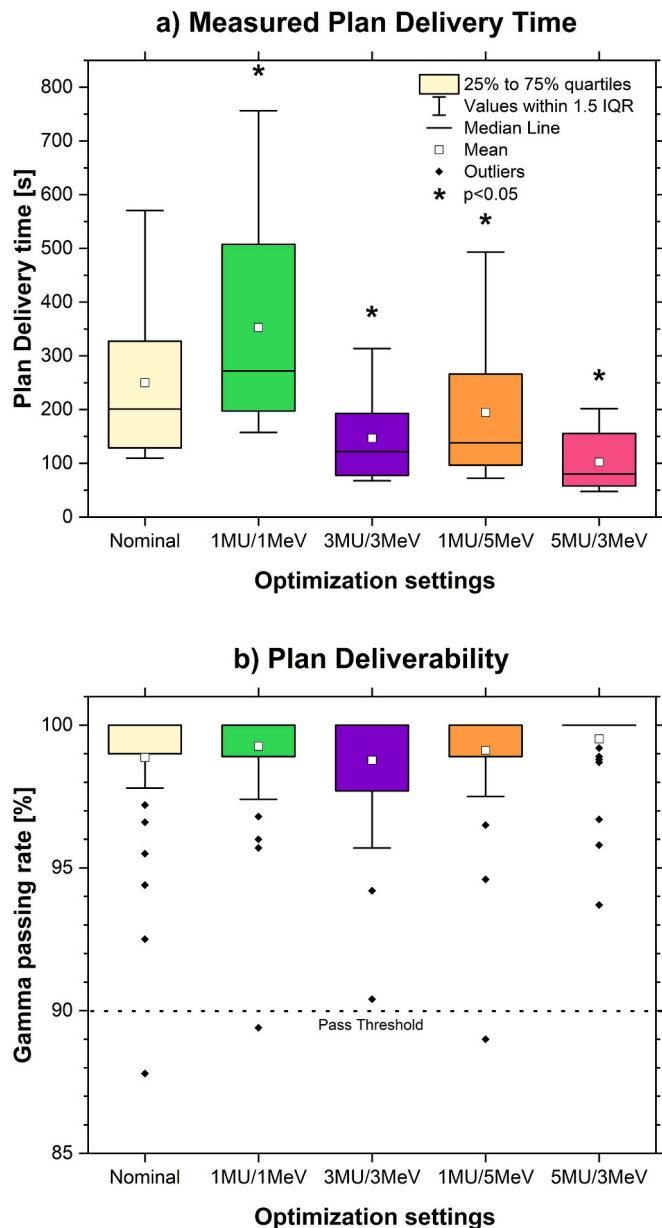 a) Measured Plan Delivery Time
Plan Delivery time [s]
800
700
600
500
400
300
200
100
0
*
*
*
*
25% to 75% quartiles
Values within 1.5 IQR
Median Line
Mean
Outliers
* p<0.05
Nominal 1MU/1MeV 3MU/3MeV 1MU/5MeV 5MU/3MeV
Optimization settings
b) Plan Deliverability
Gamma passing rate [%]
100
95
90
85
Pass Threshold
Nominal 1MU/1MeV 3MU/3MeV 1MU/5MeV 5MU/3MeV
Optimization settings